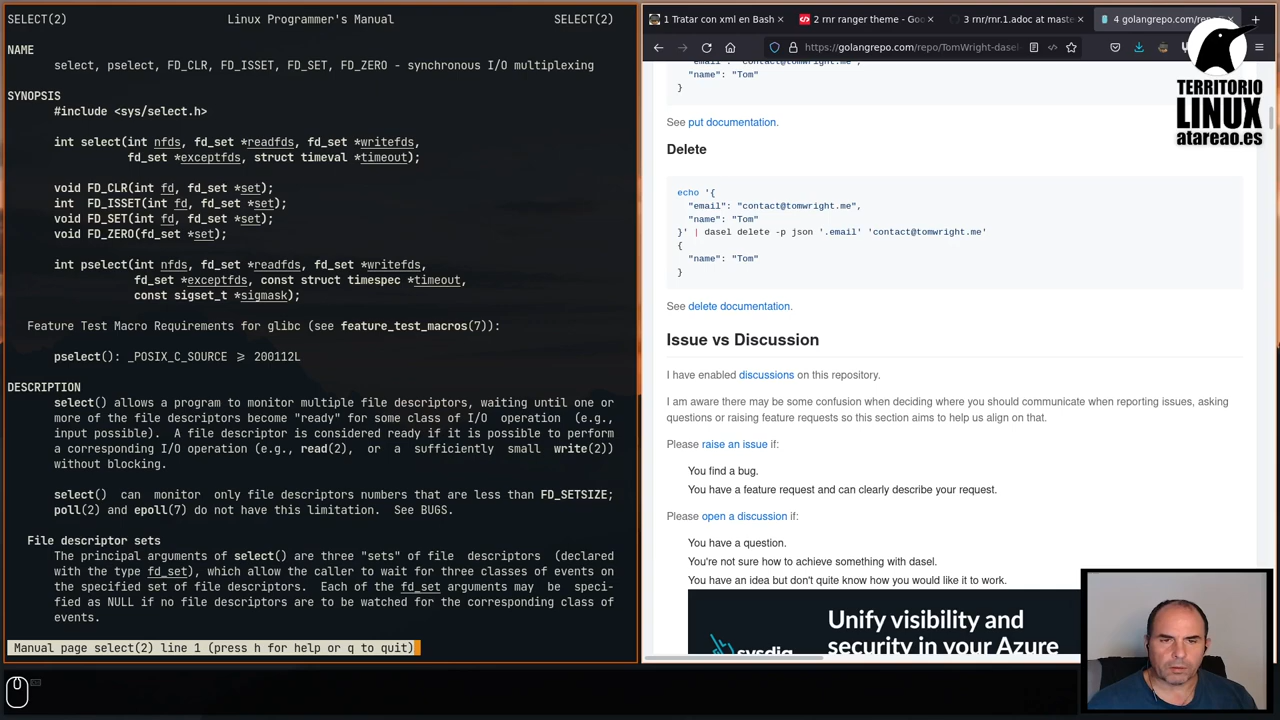 SELECT(2) Linux Programmer's Manual SELECT(2)
NAME
select, pselect, FD_CLR, FD_ISSET, FD_SET, FD_ZERO - synchronous I/O multiplexing
SYNOPSIS
#include <sys/select.h>
int select(int nfds, fd_set *readfds, fd_set *writefds,
fd_set *exceptfds, struct timeval *timeout);
void FD_CLR(int fd, fd_set *set);
int FD_ISSET(int fd, fd_set *set);
void FD_SET(int fd, fd_set *set);
void FD_ZERO(fd_set *set);
int pselect(int nfds, fd_set *readfds, fd_set *writefds,
fd_set *exceptfds, const struct timespec *timeout,
const sigset_t *sigmask);
Feature Test Macro Requirements for glibc (see feature_test_macros(7)):
pselect(): _POSIX_C_SOURCE ≥ 200112L
DESCRIPTION
select() allows a program to monitor multiple file descriptors, waiting until one or
more of the file descriptors become "ready" for some class of I/O operation (e.g.,
input possible). A file descriptor is considered ready if it is possible to perform
a corresponding I/O operation (e.g., read(2), or a sufficiently small write(2))
without blocking.
select() can monitor only file descriptors numbers that are less than FD_SETSIZE;
poll(2) and epoll(7) do not have this limitation. See BUGS.
File descriptor sets
The principal arguments of select() are three "sets" of file descriptors (declared
with the type fd_set), which allow the caller to wait for three classes of events on
the specified set of file descriptors. Each of the fd_set arguments may be speci-
fied as NULL if no file descriptors are to be watched for the corresponding class of
events.
Manual page select(2) line 1 (press h for help or q to quit)
1 Tratar con xml en Bash
2 rnr ranger theme - Goo
3 rnr/rnr.1.adoc at maste
4 golangrepo.com/repo
https://golangrepo.com/repo/TomWright-dasel
TERRITORIO
LINUX
atareao.es
"email": "contact@tomwright.me",
"name": "Tom"
}
See put documentation.
Delete
echo '{
"email": "contact@tomwright.me",
"name": "Tom"
}' | dasel delete -p json '.email' 'contact@tomwright.me'
{
"name": "Tom"
}
See delete documentation.
Issue vs Discussion
I have enabled discussions on this repository.
I am aware there may be some confusion when deciding where you should communicate when reporting issues, asking
questions or raising feature requests so this section aims to help us align on that.
Please raise an issue if:
You find a bug.
You have a feature request and can clearly describe your request.
Please open a discussion if:
You have a question.
You're not sure how to achieve something with dasel.
You have an idea but don't quite know how you would like it to work.
sysdig
Unify visibility and
security in your Azure